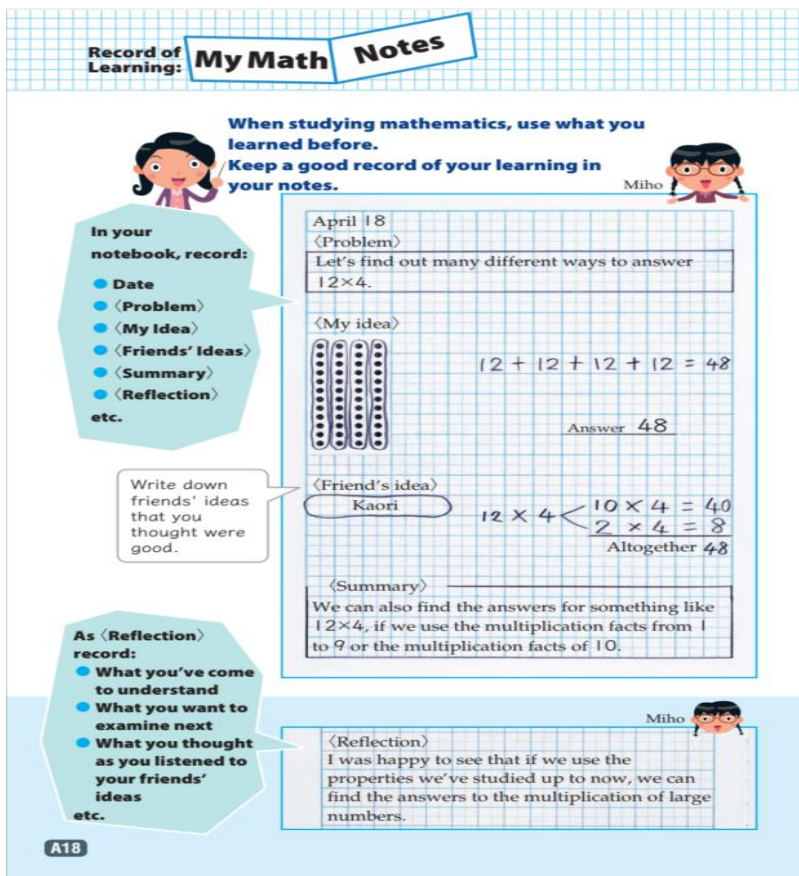 Record of
Learning:
My Math Notes
When studying mathematics, use what you
learned before.
Keep a good record of your learning in
your notes.
Miho
In your
notebook, record:
● Date
● 〈Problem〉
● 〈My Idea〉
● 〈Friends' Ideas〉
● 〈Summary〉
● 〈Reflection〉
etc.
April 18
〈Problem〉
Let's find out many different ways to answer
12×4.
〈My idea〉
12 + 12 + 12 + 12 = 48
Answer 48
Write down
friends' ideas
that you
thought were
good.
〈Friend's idea〉
Kaori
12 × 4 < 10 × 4 = 40
2 × 4 = 8
Altogether 48
〈Summary〉
We can also find the answers for something like
12×4, if we use the multiplication facts from 1
to 9 or the multiplication facts of 10.
As 〈Reflection〉
record:
● What you've come
to understand
● What you want to
examine next
● What you thought
as you listened to
your friends'
ideas
etc.
Miho
〈Reflection〉
I was happy to see that if we use the
properties we've studied up to now, we can
find the answers to the multiplication of large
numbers.
A18